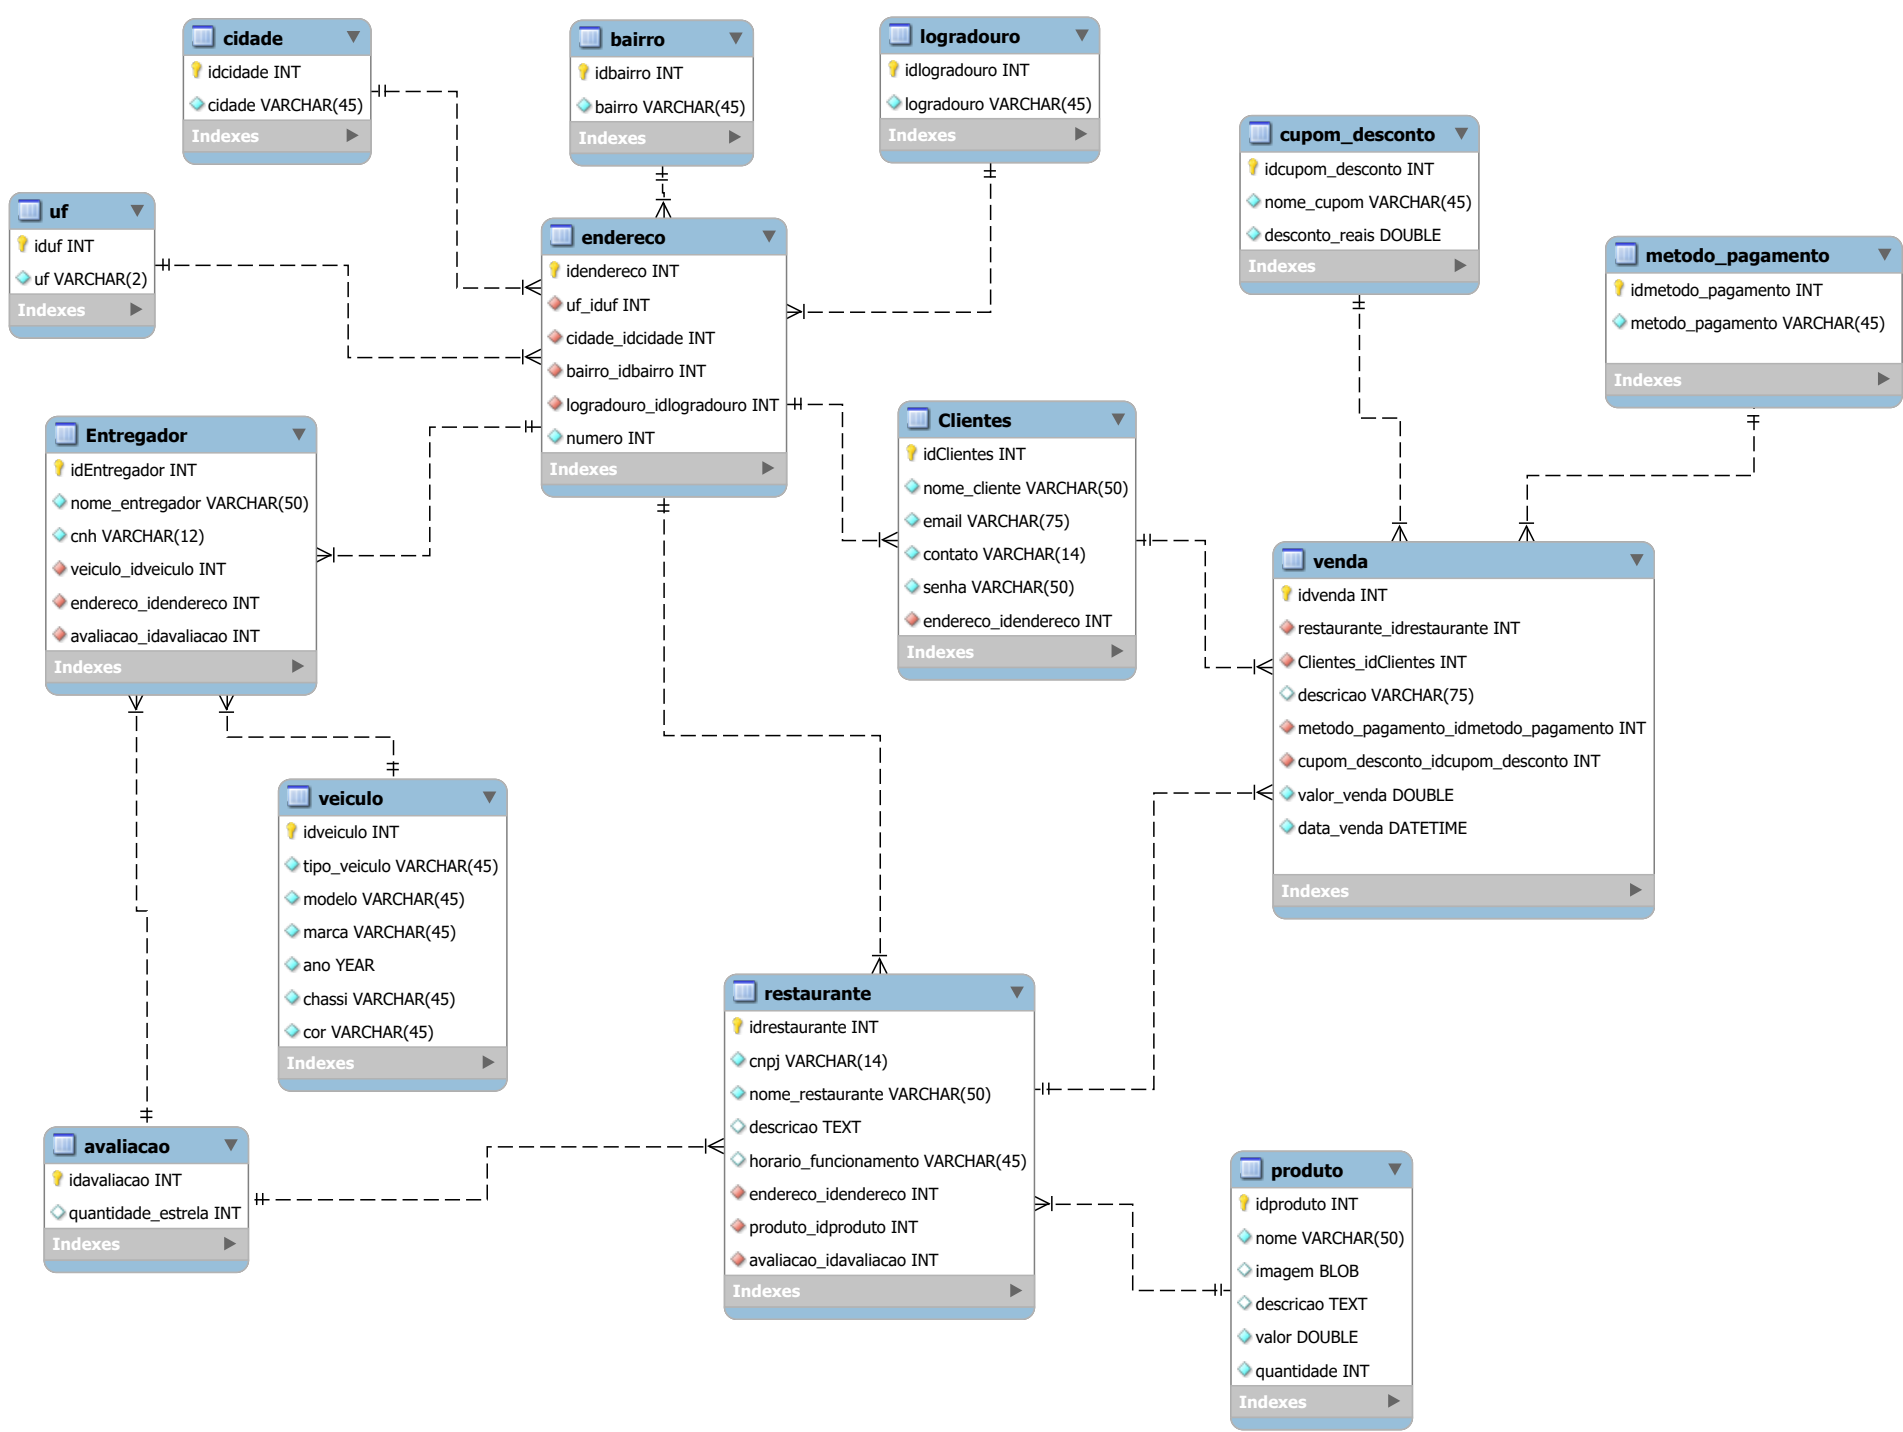 cidade
idcidade INT
cidade VARCHAR(45)
Indexes
bairro
idbairro INT
bairro VARCHAR(45)
Indexes
logradouro
idlogradouro INT
logradouro VARCHAR(45)
Indexes
cupom_desconto
idcupom_desconto INT
nome_cupom VARCHAR(45)
desconto_reais DOUBLE
Indexes
uf
iduf INT
uf VARCHAR(2)
Indexes
endereco
idendereco INT
uf_iduf INT
cidade_idcidade INT
bairro_idbairro INT
logradouro_idlogradouro INT
numero INT
Indexes
metodo_pagamento
idmetodo_pagamento INT
metodo_pagamento VARCHAR(45)
Indexes
Entregador
idEntregador INT
nome_entregador VARCHAR(50)
cnh VARCHAR(12)
veiculo_idveiculo INT
endereco_idendereco INT
avaliacao_idavaliacao INT
Indexes
Clientes
idClientes INT
nome_cliente VARCHAR(50)
email VARCHAR(75)
contato VARCHAR(14)
senha VARCHAR(50)
endereco_idendereco INT
Indexes
venda
idvenda INT
restaurante_idrestaurante INT
Clientes_idClientes INT
descricao VARCHAR(75)
metodo_pagamento_idmetodo_pagamento INT
cupom_desconto_idcupom_desconto INT
valor_venda DOUBLE
data_venda DATETIME
Indexes
veiculo
idveiculo INT
tipo_veiculo VARCHAR(45)
modelo VARCHAR(45)
marca VARCHAR(45)
ano YEAR
chassi VARCHAR(45)
cor VARCHAR(45)
Indexes
restaurante
idrestaurante INT
cnpj VARCHAR(14)
nome_restaurante VARCHAR(50)
descricao TEXT
horario_funcionamento VARCHAR(45)
endereco_idendereco INT
produto_idproduto INT
avaliacao_idavaliacao INT
Indexes
avaliacao
idavaliacao INT
quantidade_estrela INT
Indexes
produto
idproduto INT
nome VARCHAR(50)
imagem BLOB
descricao TEXT
valor DOUBLE
quantidade INT
Indexes